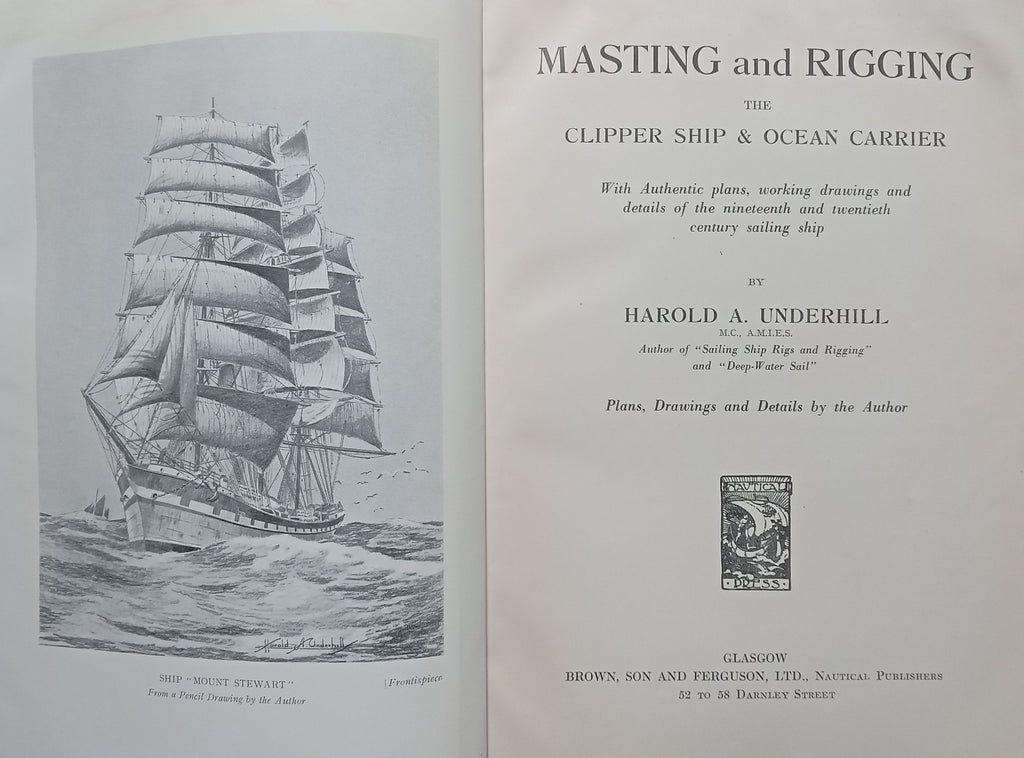 Harold A. Underhill
SHIP "MOUNT STEWART"
[Frontispiece
From a Pencil Drawing by the Author
MASTING and RIGGING
THE
CLIPPER SHIP & OCEAN CARRIER
With Authentic plans, working drawings and
details of the nineteenth and twentieth
century sailing ship
BY
HAROLD A. UNDERHILL
M.C., A.M.I.E.S.
Author of "Sailing Ship Rigs and Rigging"
and "Deep-Water Sail"
Plans, Drawings and Details by the Author
NAUTICAL
· PRESS ·
GLASGOW
BROWN, SON AND FERGUSON, LTD., Nautical Publishers
52 to 58 Darnley Street